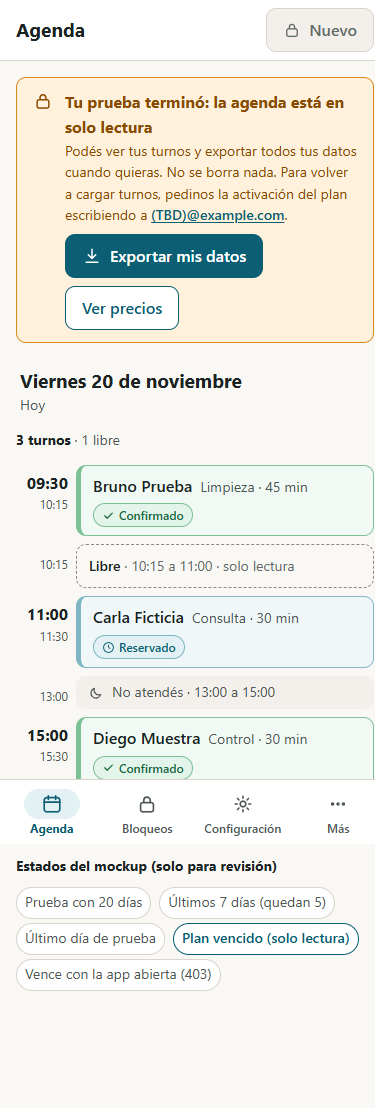 Agenda
Nuevo
Tu prueba terminó: la agenda está en
solo lectura
Podés ver tus turnos y exportar todos tus datos
cuando quieras. No se borra nada. Para volver
a cargar turnos, pedinos la activación del plan
escribiendo a (TBD)@example.com.
Exportar mis datos
Ver precios
Viernes 20 de noviembre
Hoy
3 turnos · 1 libre
09:30
10:15
Bruno Prueba Limpieza · 45 min
Confirmado
10:15
Libre · 10:15 a 11:00 · solo lectura
11:00
11:30
Carla Ficticia Consulta · 30 min
Reservado
13:00
No atendés · 13:00 a 15:00
15:00
15:30
Diego Muestra Control · 30 min
Confirmado
Agenda
Bloqueos
Configuración
Más
Estados del mockup (solo para revisión)
Prueba con 20 días
Últimos 7 días (quedan 5)
Último día de prueba
Plan vencido (solo lectura)
Vence con la app abierta (403)